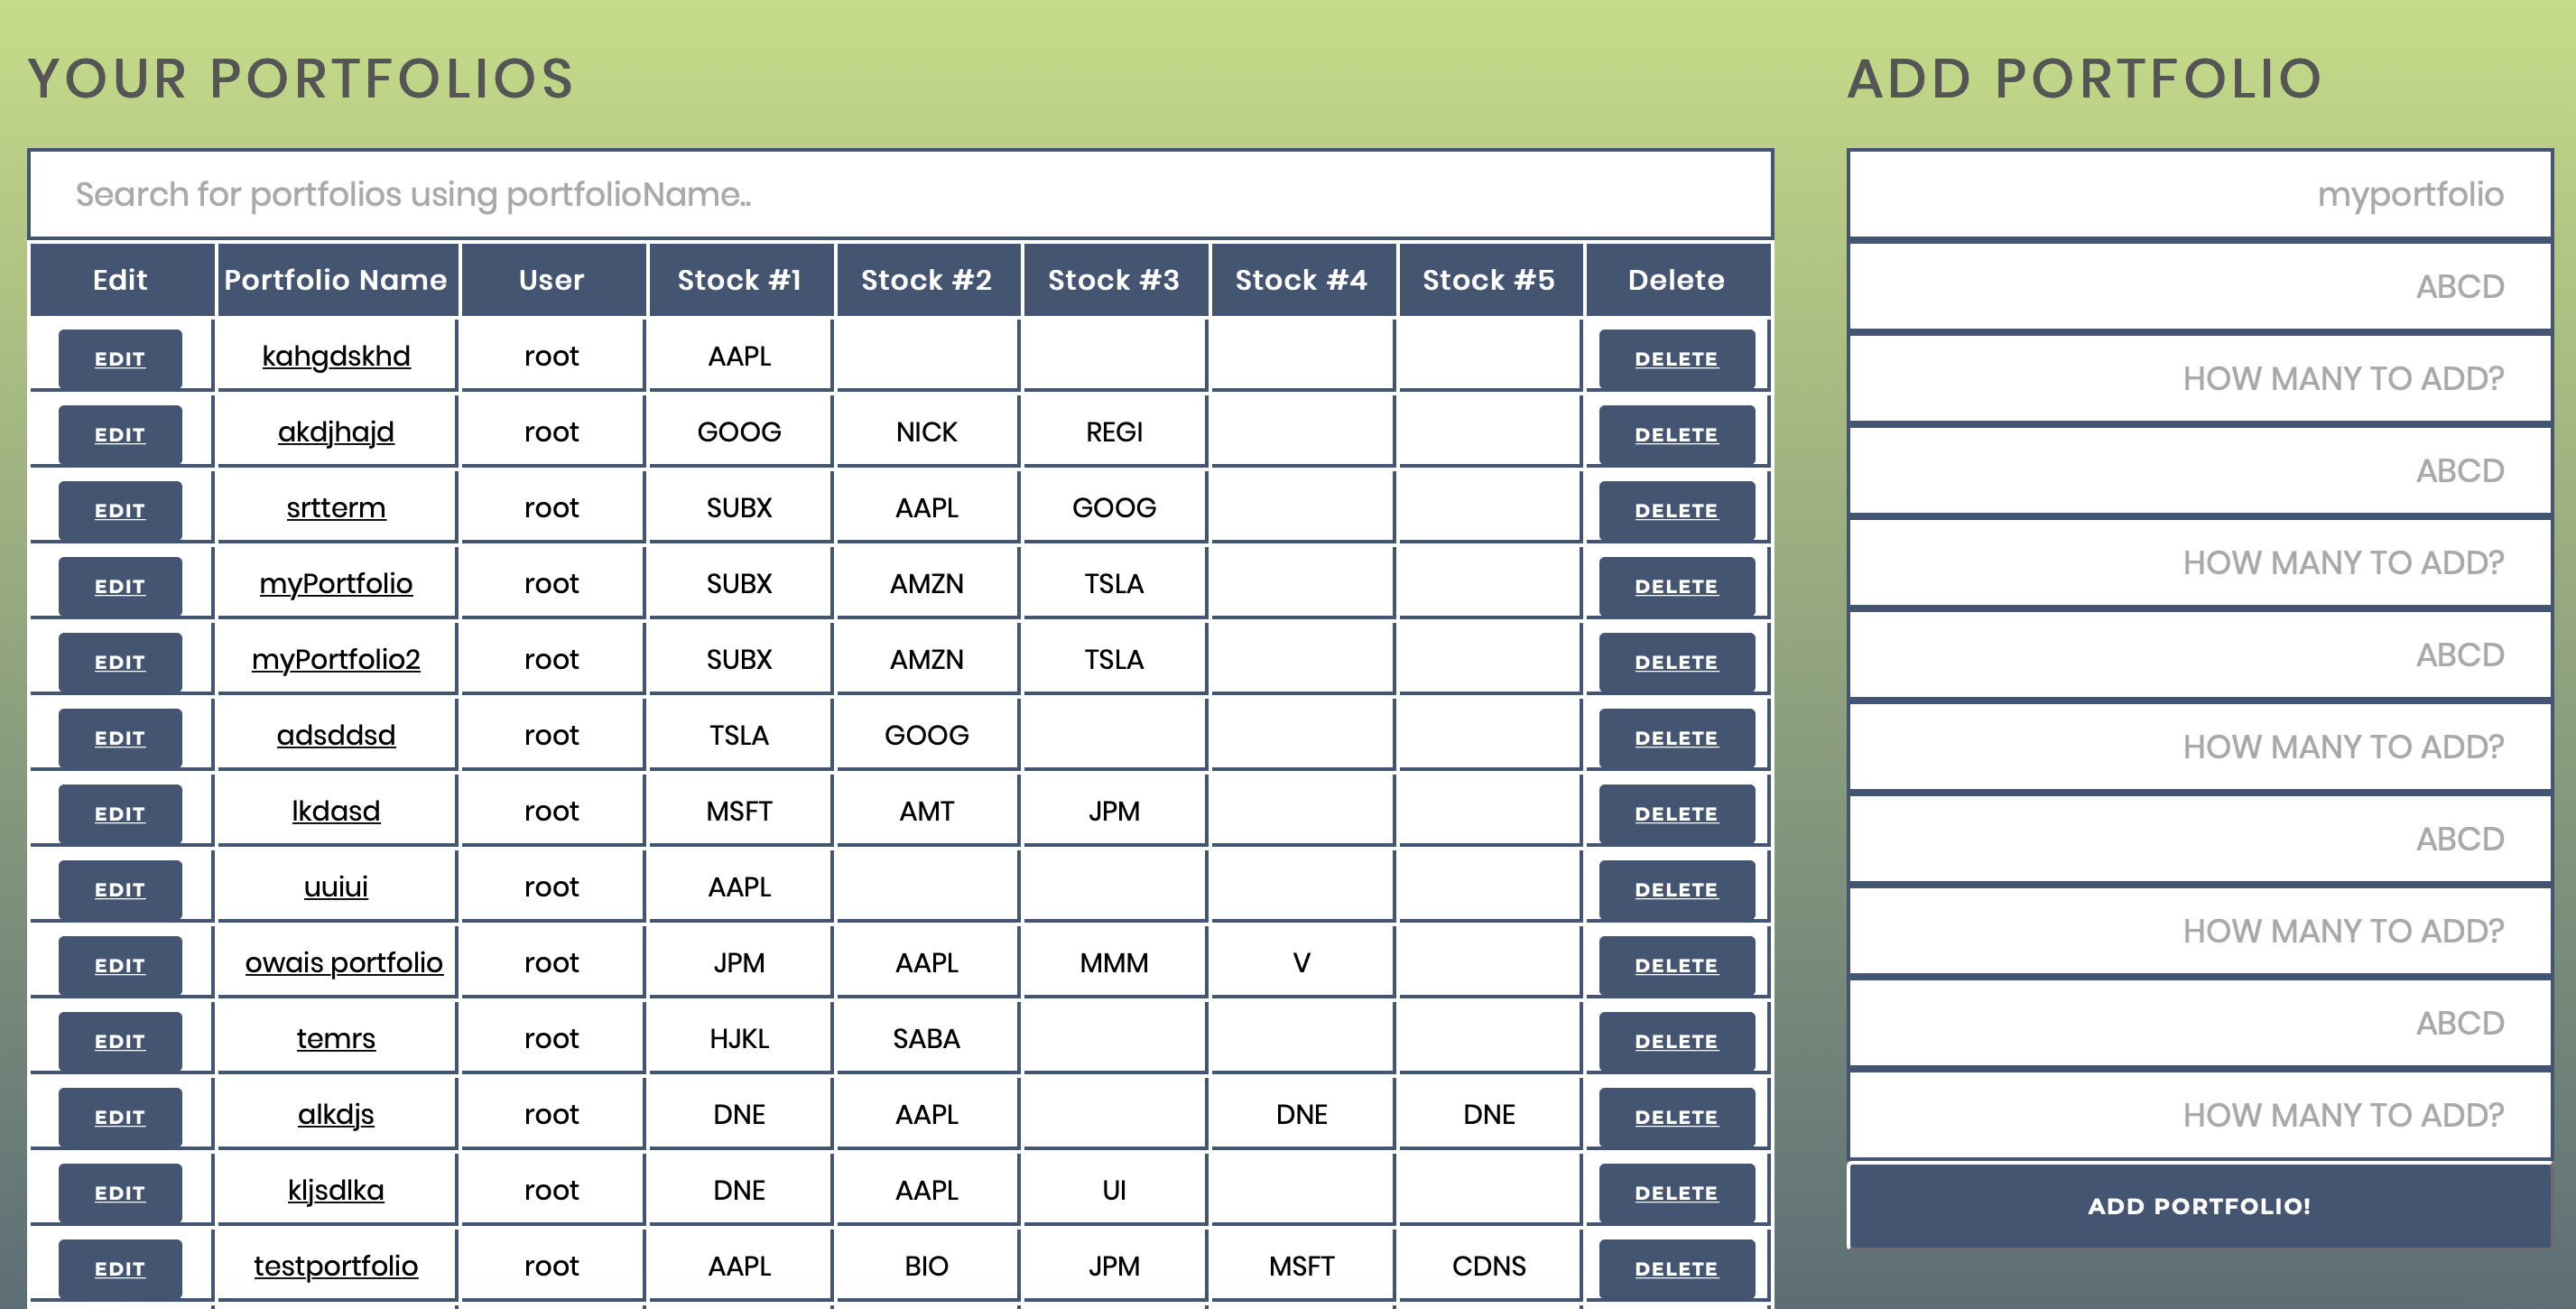 YOUR PORTFOLIOS
Search for portfolios using portfolioName..
Edit Portfolio Name User Stock #1 Stock #2 Stock #3 Stock #4 Stock #5 Delete
EDIT kahgdskhd root AAPL DELETE
EDIT akdjhajd root GOOG NICK REGI DELETE
EDIT srtterm root SUBX AAPL GOOG DELETE
EDIT myPortfolio root SUBX AMZN TSLA DELETE
EDIT myPortfolio2 root SUBX AMZN TSLA DELETE
EDIT adsddsd root TSLA GOOG DELETE
EDIT lkdasd root MSFT AMT JPM DELETE
EDIT uuiui root AAPL DELETE
EDIT owais portfolio root JPM AAPL MMM V DELETE
EDIT temrs root HJKL SABA DELETE
EDIT alkdjs root DNE AAPL DNE DNE DELETE
EDIT kljsdlka root DNE AAPL UI DELETE
EDIT testportfolio root AAPL BIO JPM MSFT CDNS DELETE
ADD PORTFOLIO
myportfolio
ABCD
HOW MANY TO ADD?
ABCD
HOW MANY TO ADD?
ABCD
HOW MANY TO ADD?
ABCD
HOW MANY TO ADD?
ABCD
HOW MANY TO ADD?
ADD PORTFOLIO!